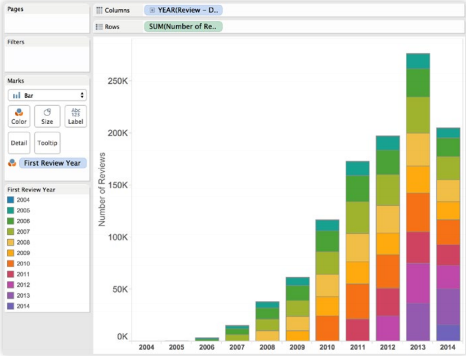 Pages
Columns
YEAR(Review - D..
Rows
SUM(Number of Re..
Filters
Marks
Bar
Color
Size
Label
Detail
Tooltip
First Review Year
First Review Year
2004
2005
2006
2007
2008
2009
2010
2011
2012
2013
2014
Number of Reviews
250K
200K
150K
100K
50K
0K
2004 2005 2006 2007 2008 2009 2010 2011 2012 2013 2014